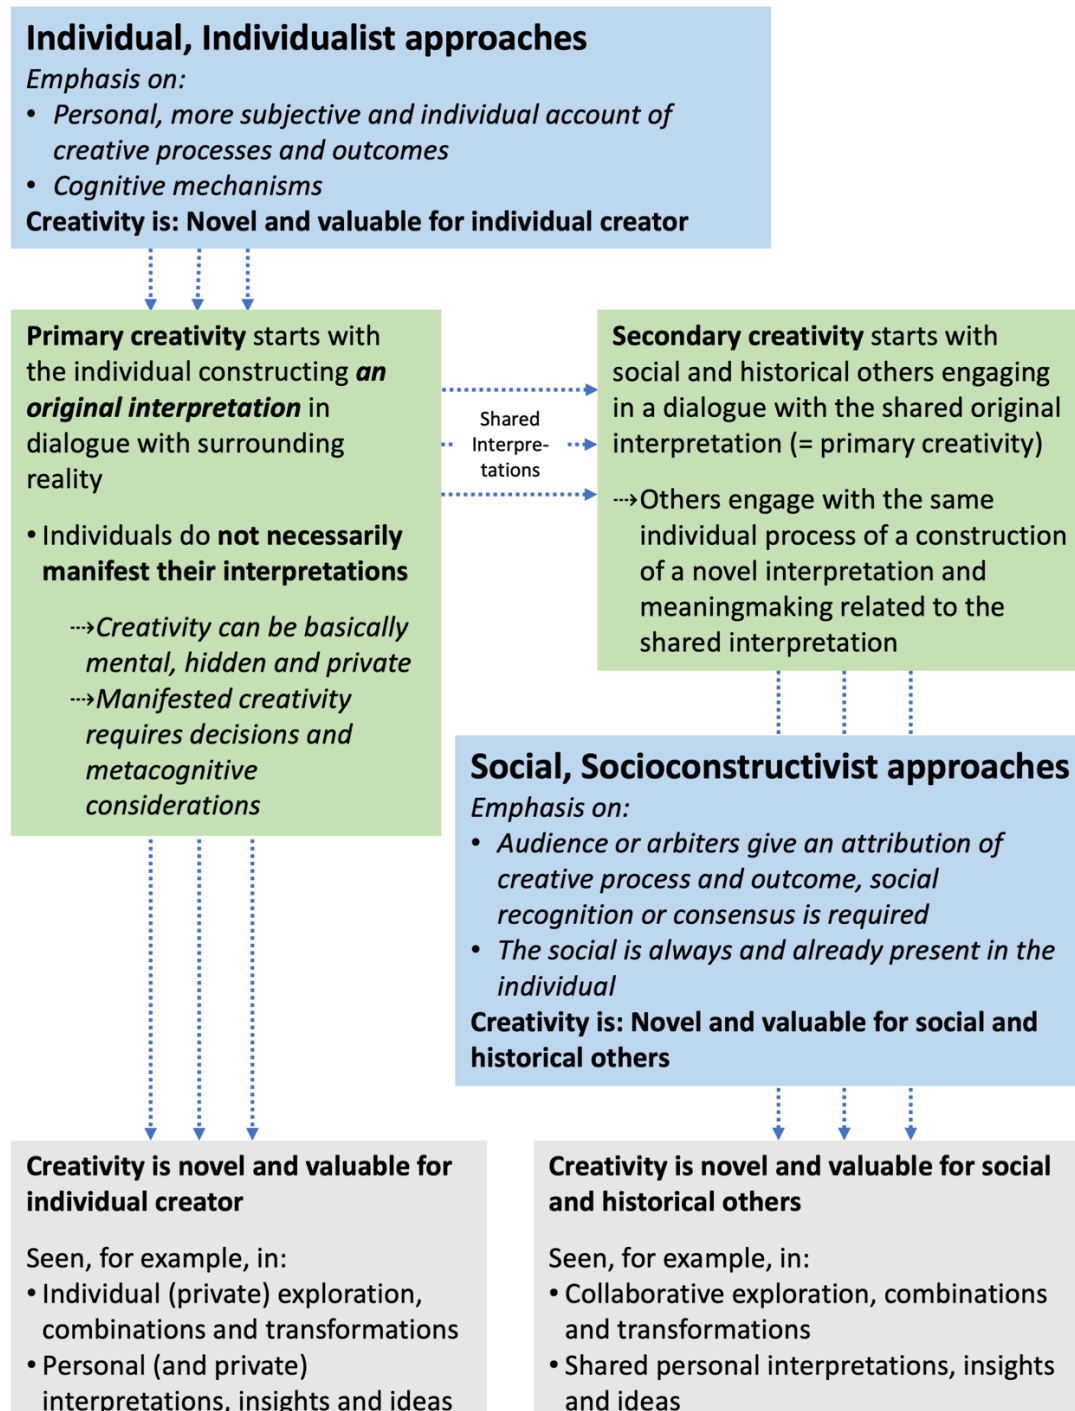 Individual, Individualist approaches
Emphasis on:
• Personal, more subjective and individual account of
creative processes and outcomes
• Cognitive mechanisms
Creativity is: Novel and valuable for individual creator
Primary creativity starts with
the individual constructing an
original interpretation in
dialogue with surrounding
reality
• Individuals do not necessarily
manifest their interpretations
⇢Creativity can be basically
mental, hidden and private
⇢Manifested creativity
requires decisions and
metacognitive
considerations
Shared
Interpre-
tations
Secondary creativity starts with
social and historical others engaging
in a dialogue with the shared original
interpretation (= primary creativity)
⇢Others engage with the same
individual process of a construction
of a novel interpretation and
meaningmaking related to the
shared interpretation
Social, Socioconstructivist approaches
Emphasis on:
• Audience or arbiters give an attribution of
creative process and outcome, social
recognition or consensus is required
• The social is always and already present in the
individual
Creativity is: Novel and valuable for social and
historical others
Creativity is novel and valuable for
individual creator
Seen, for example, in:
• Individual (private) exploration,
combinations and transformations
• Personal (and private)
interpretations, insights and ideas
Creativity is novel and valuable for social
and historical others
Seen, for example, in:
• Collaborative exploration, combinations
and transformations
• Shared personal interpretations, insights
and ideas